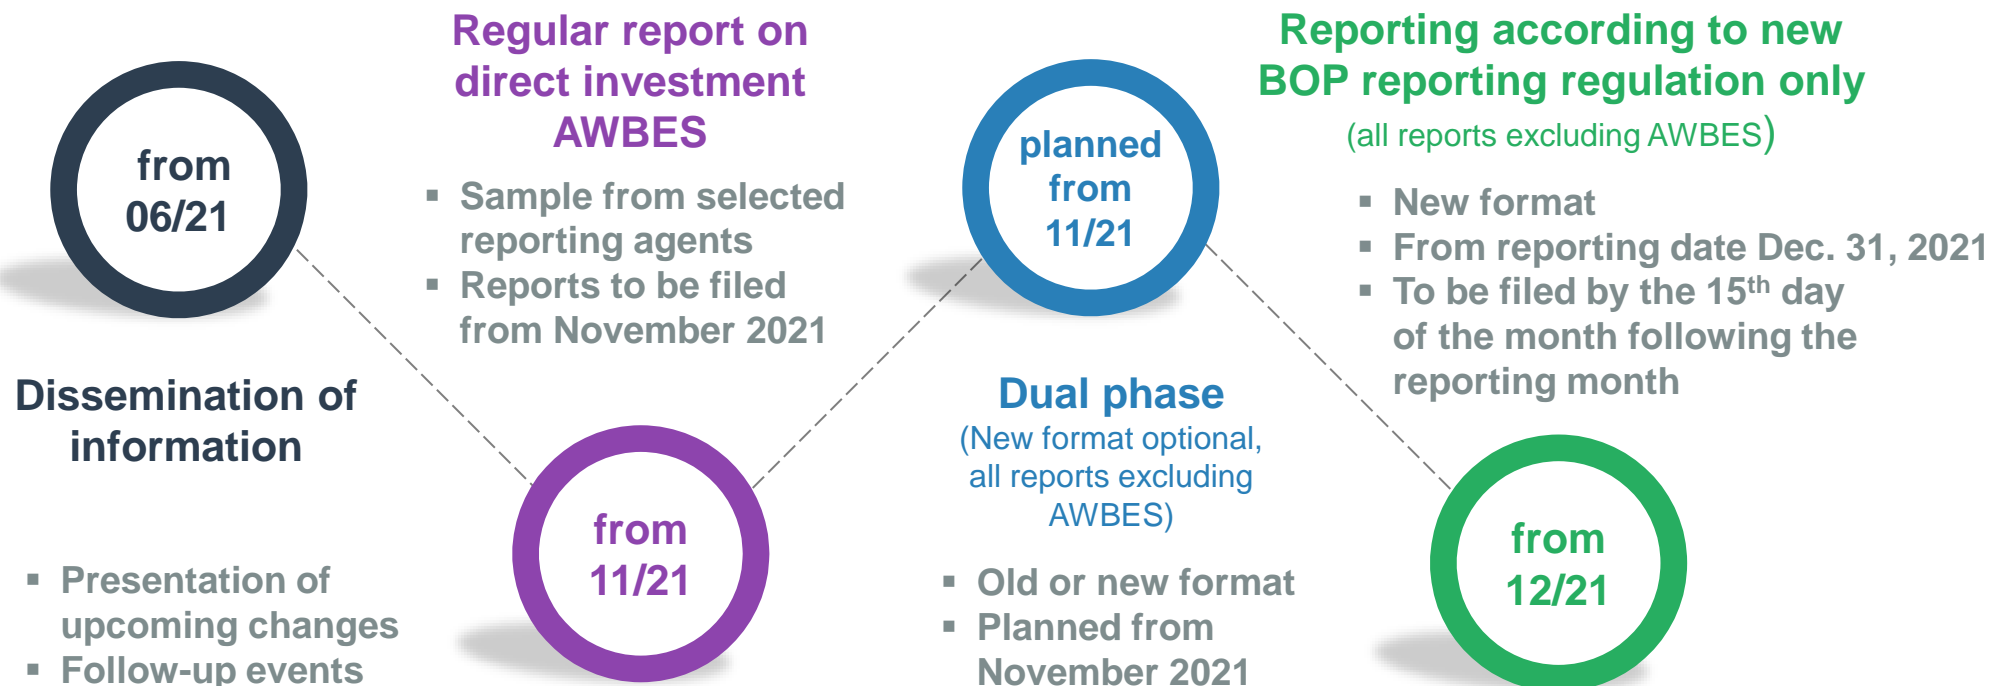 from
06/21
Dissemination of
information
▪ Presentation of
upcoming changes
▪ Follow-up events
Regular report on
direct investment
AWBES
▪ Sample from selected
reporting agents
▪ Reports to be filed
from November 2021
from
11/21
planned
from
11/21
Dual phase
(New format optional,
all reports excluding
AWBES)
▪ Old or new format
▪ Planned from
November 2021
Reporting according to new
BOP reporting regulation only
(all reports excluding AWBES)
▪ New format
▪ From reporting date Dec. 31, 2021
▪ To be filed by the 15th day
of the month following the
reporting month
from
12/21